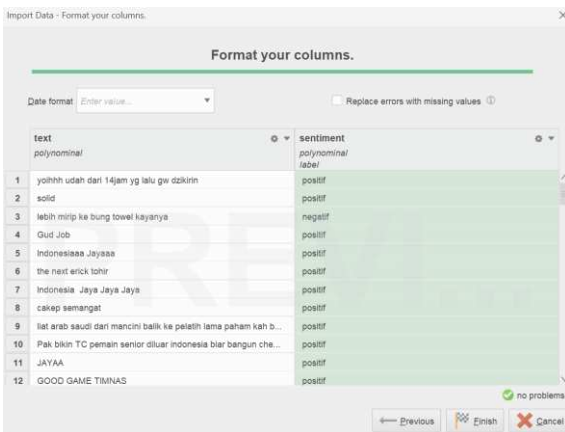 Import Data - Format your columns.
Format your columns.
Date format Enter value... Replace errors with missing values
text sentiment
polynominal polynominal
label
1 yoihhh udah dari 14jam yg lalu gw dzikirin positif
2 solid positif
3 lebih mirip ke bung towel kayanya negatif
4 Gud Job positif
5 Indonesiaaa Jayaaa positif
6 the next erick tohir positif
7 Indonesia Jaya Jaya Jaya positif
8 cakep semangat positif
9 liat arab saudi dari mancini balik ke pelatih lama paham kah b... positif
10 Pak bikin TC pemain senior diluar indonesia biar bangun che... positif
11 JAYAA positif
12 GOOD GAME TIMNAS positif
PREVI...
no problems
Previous Finish Cancel